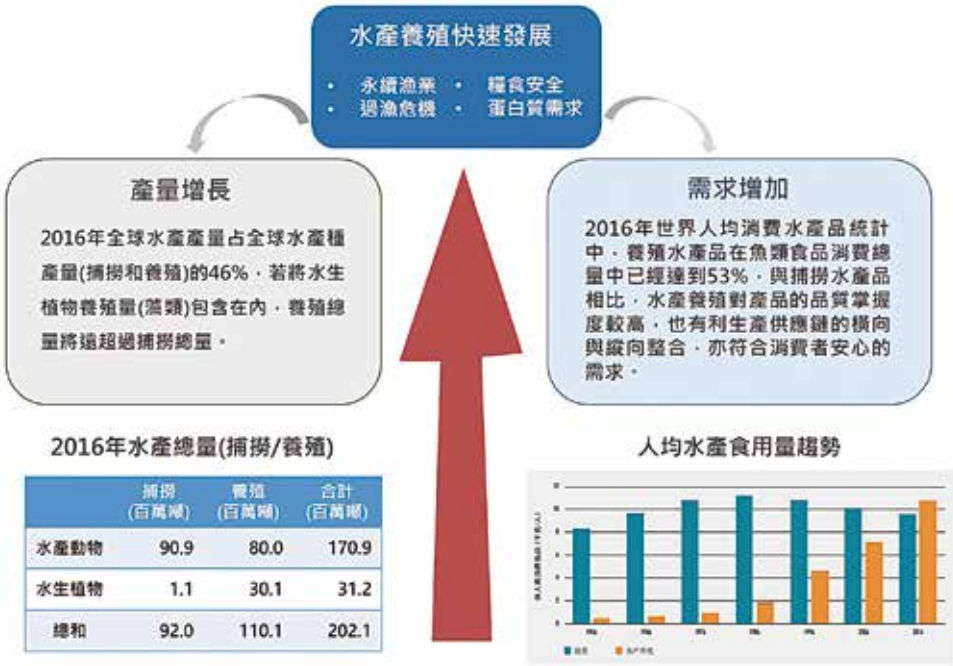 水產養殖快速發展
• 永續漁業 • 糧食安全
• 過漁危機 • 蛋白質需求
產量增長
2016年全球水產產量占全球水產種
產量(捕撈和養殖)的46%,若將水生
植物養殖量(藻類)包含在內,養殖總
量將遠超過捕撈總量。
需求增加
2016年世界人均消費水產品統計
中,養殖水產品在魚類食品消費總
量中已經達到53%,與捕撈水產品
相比,水產養殖對產品的品質掌握
度較高,也有利生產供應鏈的橫向
與縱向整合,亦符合消費者安心的
需求。
2016年水產總量(捕撈/養殖)
捕撈 養殖 合計
(百萬噸) (百萬噸) (百萬噸)
水產動物 90.9 80.0 170.9
水生植物 1.1 30.1 31.2
總和 92.0 110.1 202.1
人均水產食用量趨勢